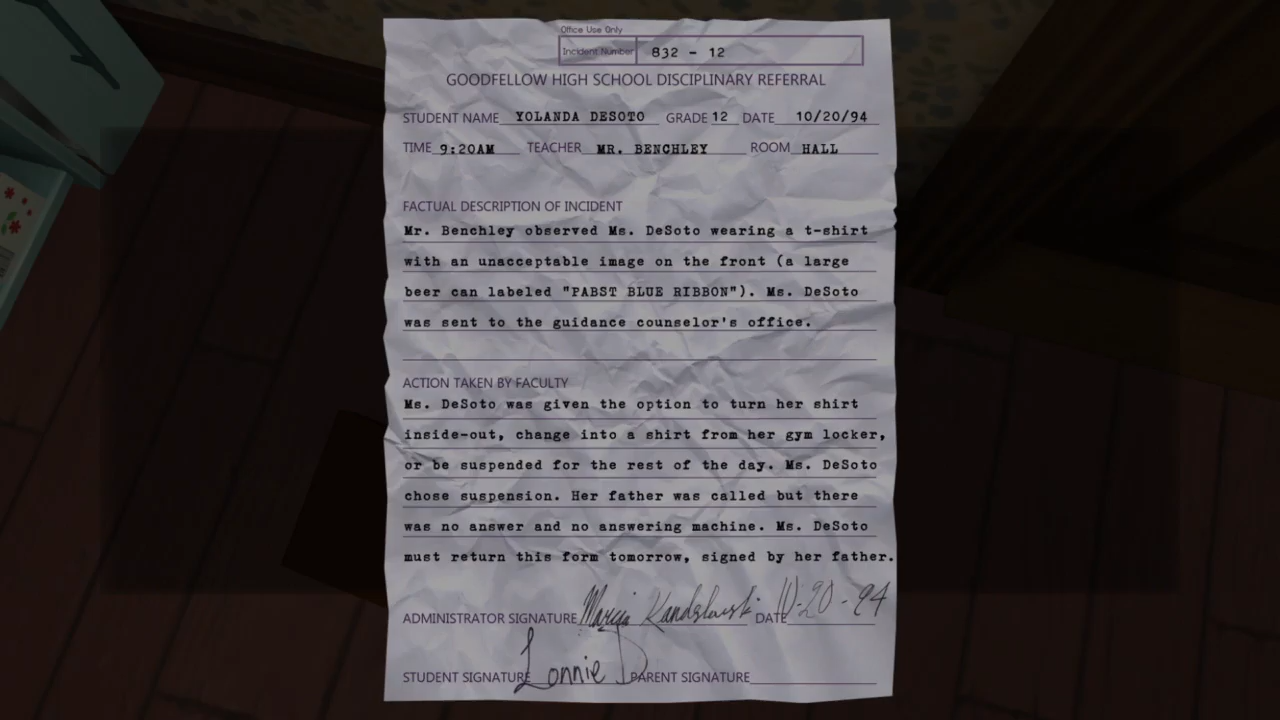 Office Use Only
Incident Number 832 - 12
GOODFELLOW HIGH SCHOOL DISCIPLINARY REFERRAL
STUDENT NAME YOLANDA DESOTO GRADE 12 DATE 10/20/94
TIME 9:20AM TEACHER MR. BENCHLEY ROOM HALL
FACTUAL DESCRIPTION OF INCIDENT
Mr. Benchley observed Ms. DeSoto wearing a t-shirt
with an unacceptable image on the front (a large
beer can labeled "PABST BLUE RIBBON"). Ms. DeSoto
was sent to the guidance counselor's office.
ACTION TAKEN BY FACULTY
Ms. DeSoto was given the option to turn her shirt
inside-out, change into a shirt from her gym locker,
or be suspended for the rest of the day. Ms. DeSoto
chose suspension. Her father was called but there
was no answer and no answering machine. Ms. DeSoto
must return this form tomorrow, signed by her father.
ADMINISTRATOR SIGNATURE DATE 10-20-94
STUDENT SIGNATURE Lonnie D PARENT SIGNATURE